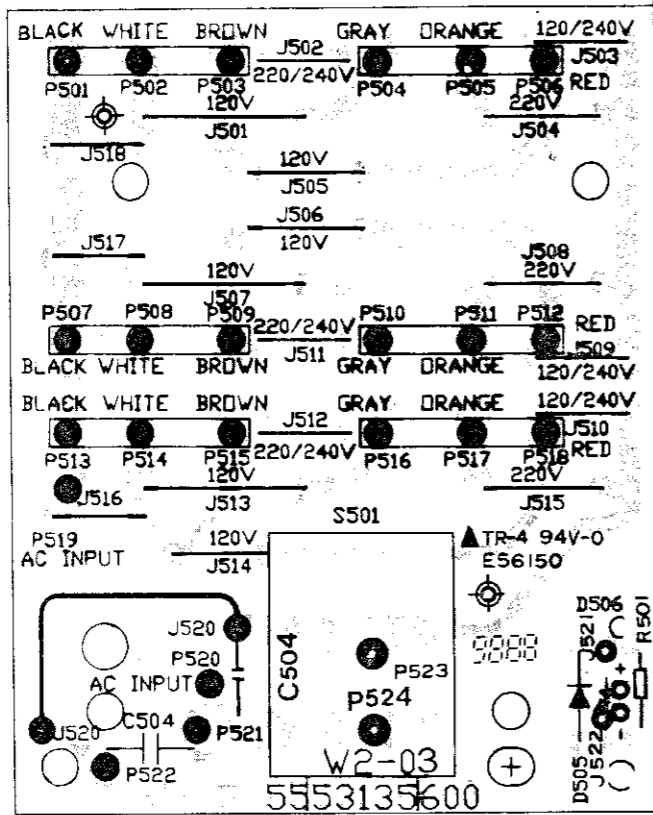 BLACK WHITE BROWN J502 GRAY ORANGE 120/240V
P501 P502 P503 220/240V P504 P505 P506 J503 RED
120V 220V
J501 J504
J518
120V
J505
J506
120V
J517 J508
120V 220V
J507
P507 P508 P509 220/240V P510 P511 P512 RED
J511 J509
BLACK WHITE BROWN GRAY ORANGE 120/240V
BLACK WHITE BROWN J512 GRAY ORANGE 120/240V
J510
P513 P514 P515 220/240V P516 P517 P518 RED
120V 220V
J516 J513 J515
S501
P519 120V TR-4 94V-0
AC INPUT J514 E56150
D506
J521
R501
J520
P520 9888
AC INPUT C504 P523
P524
J520 C504 P521
P522
W2-03
D505
J522
+
-
+
5553135600